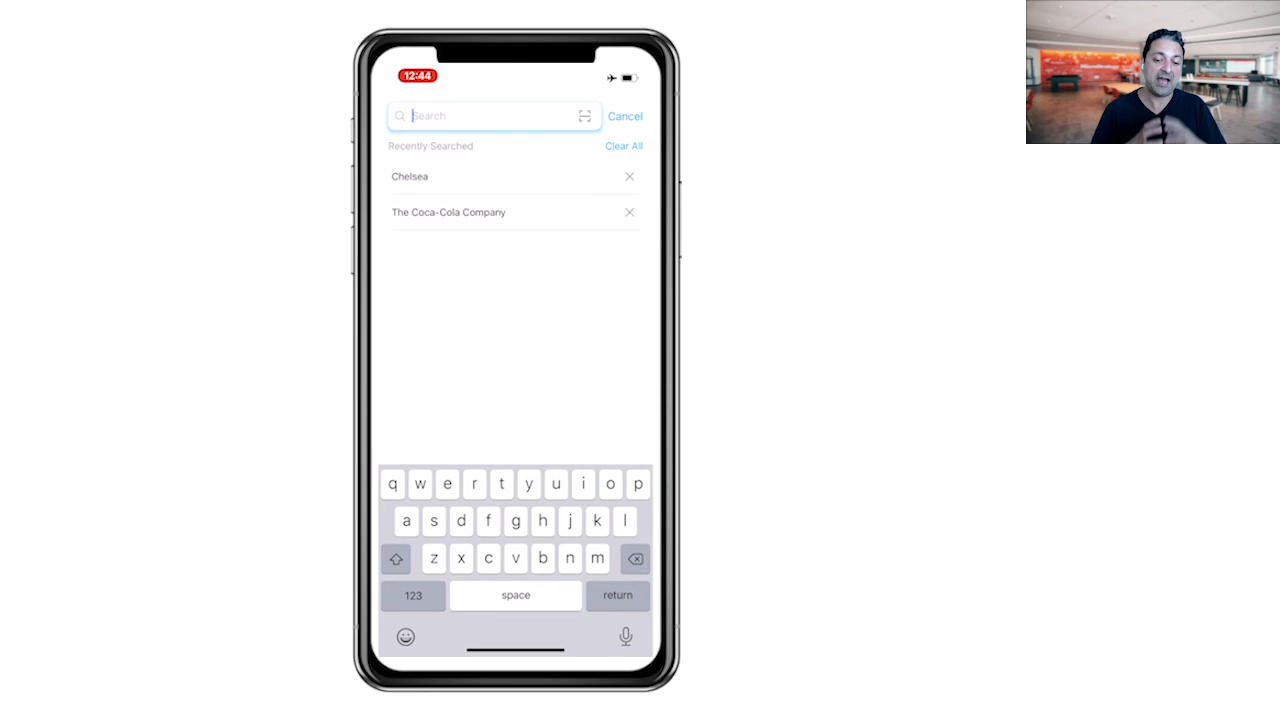 12:44
Search
Cancel
Recently Searched
Clear All
Chelsea
The Coca-Cola Company
q w e r t y u i o p
a s d f g h j k l
z x c v b n m
123
space
return